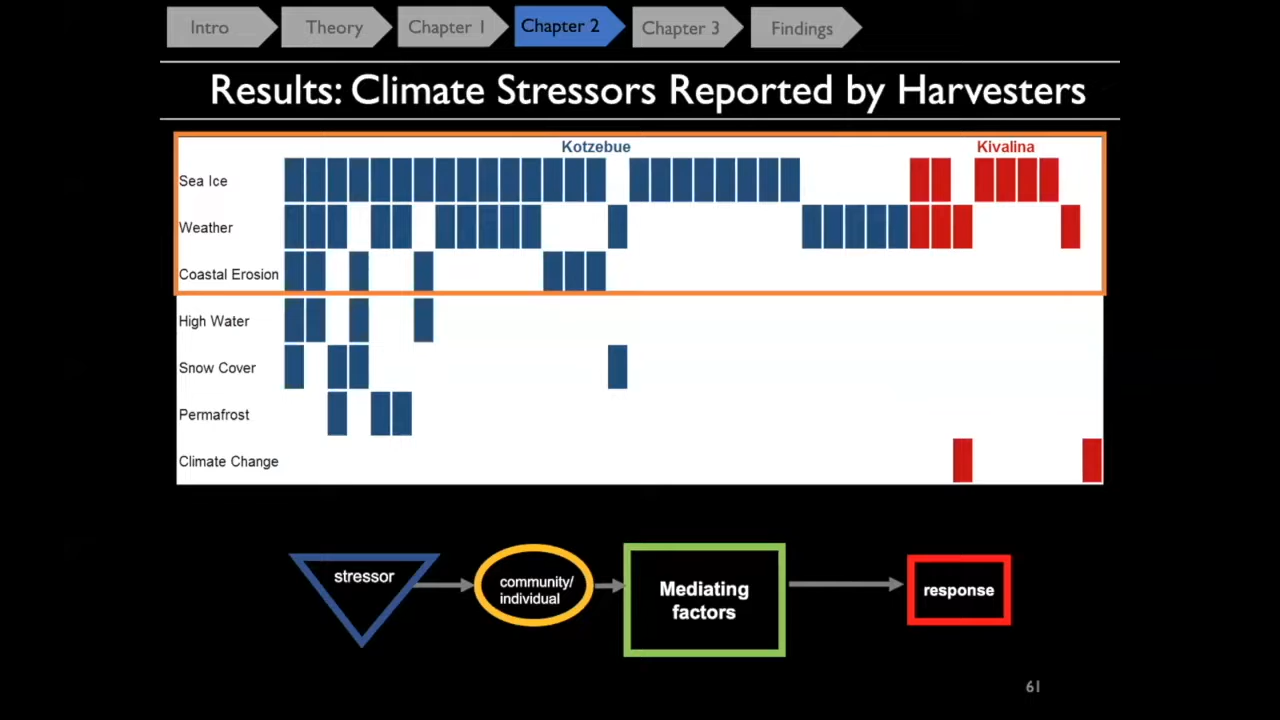 Intro
Theory
Chapter 1
Chapter 2
Chapter 3
Findings
Results: Climate Stressors Reported by Harvesters
Kotzebue
Kivalina
Sea Ice
Weather
Coastal Erosion
High Water
Snow Cover
Permafrost
Climate Change
stressor
community/
individual
Mediating
factors
response
61